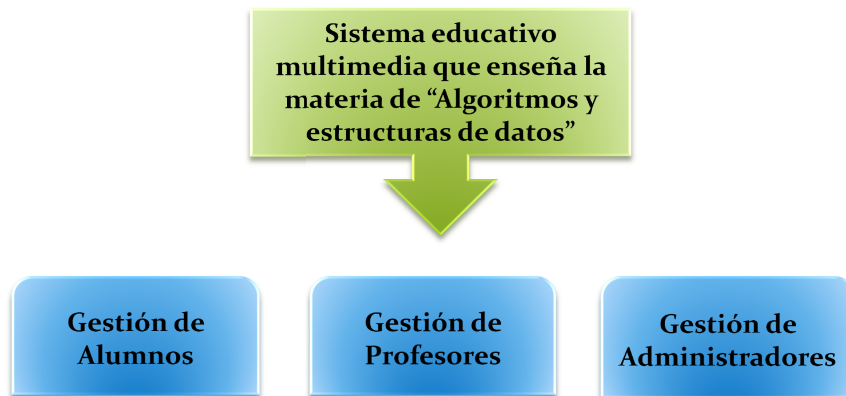 Sistema educativo
multimedia que enseña la
materia de “Algoritmos y
estructuras de datos”
Gestión de
Alumnos
Gestión de
Profesores
Gestión de
Administradores